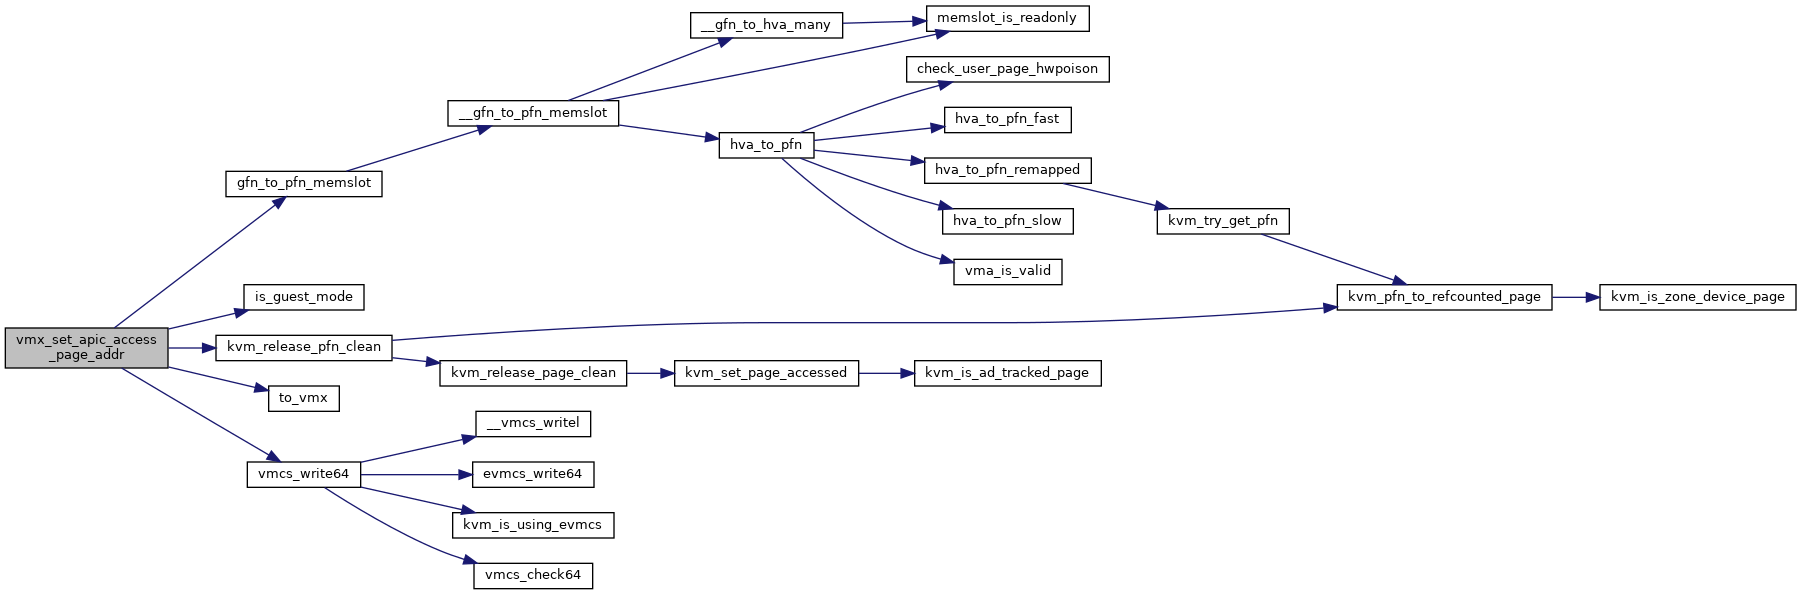 __gfn_to_hva_many
memslot_is_readonly
check_user_page_hwpoison
__gfn_to_pfn_memslot
hva_to_pfn_fast
hva_to_pfn
hva_to_pfn_remapped
gfn_to_pfn_memslot
hva_to_pfn_slow
kvm_try_get_pfn
vma_is_valid
is_guest_mode
kvm_pfn_to_refcounted_page
kvm_is_zone_device_page
vmx_set_apic_access
_page_addr
kvm_release_pfn_clean
kvm_release_page_clean
kvm_set_page_accessed
kvm_is_ad_tracked_page
to_vmx
__vmcs_writel
vmcs_write64
evmcs_write64
kvm_is_using_evmcs
vmcs_check64